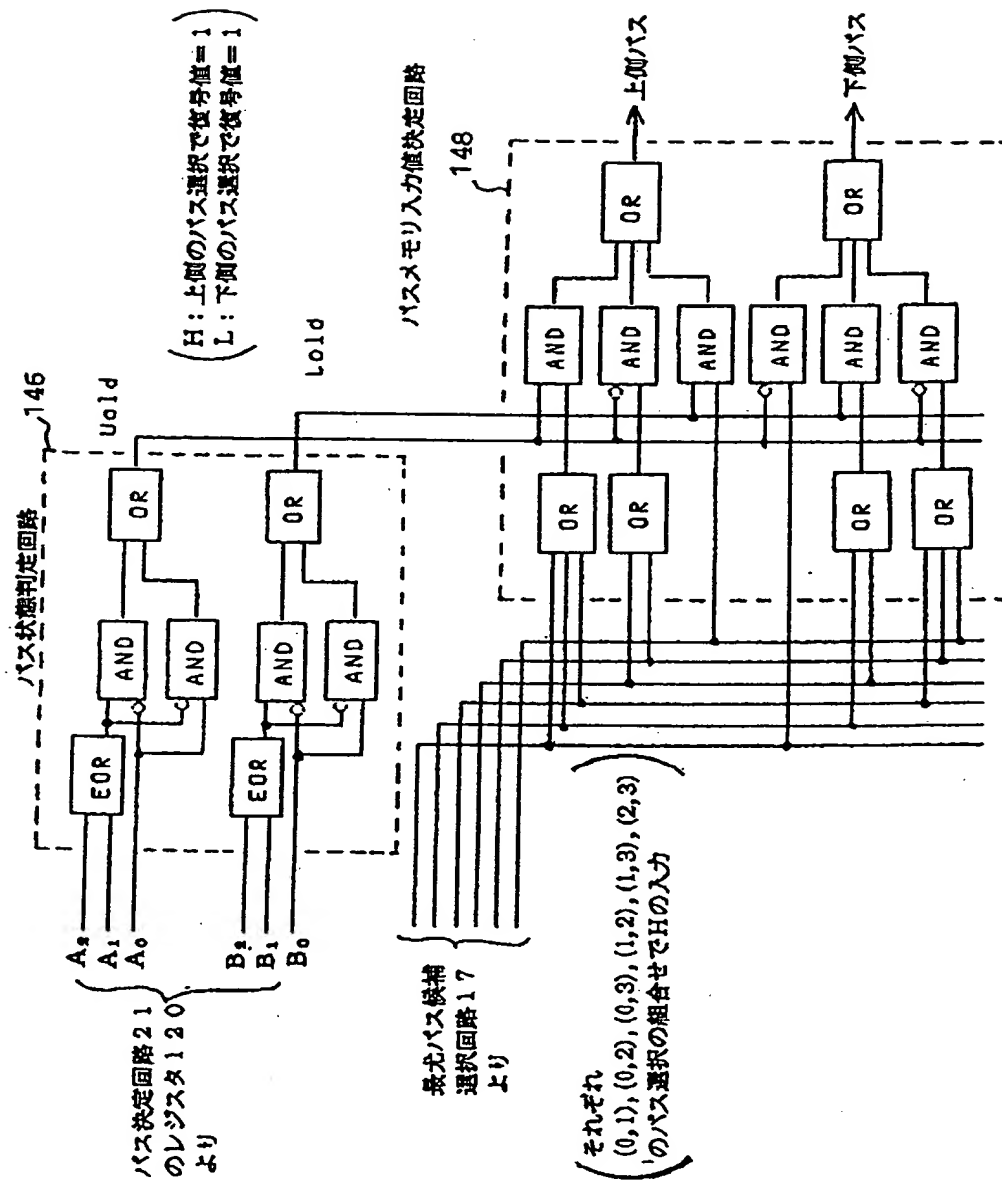 パス状態判定回路
146
Uold
H:上側のパス選択で復号値=1
L:下側のパス選択で復号値=1
Lold
パス決定回路21
のレジスタ120
より
A2
A1
A0
B2
B1
B0
EOR
AND
AND
OR
EOR
AND
AND
OR
パスメモリ入力値決定回路
148
最尤パス候補
選択回路17
より
それぞれ
(0,1), (0,2), (0,3), (1,2), (1,3), (2,3)
のパス選択の組合せでHの入力
OR
OR
OR
OR
AND
AND
AND
AND
AND
AND
OR
OR
上側パス
下側パス